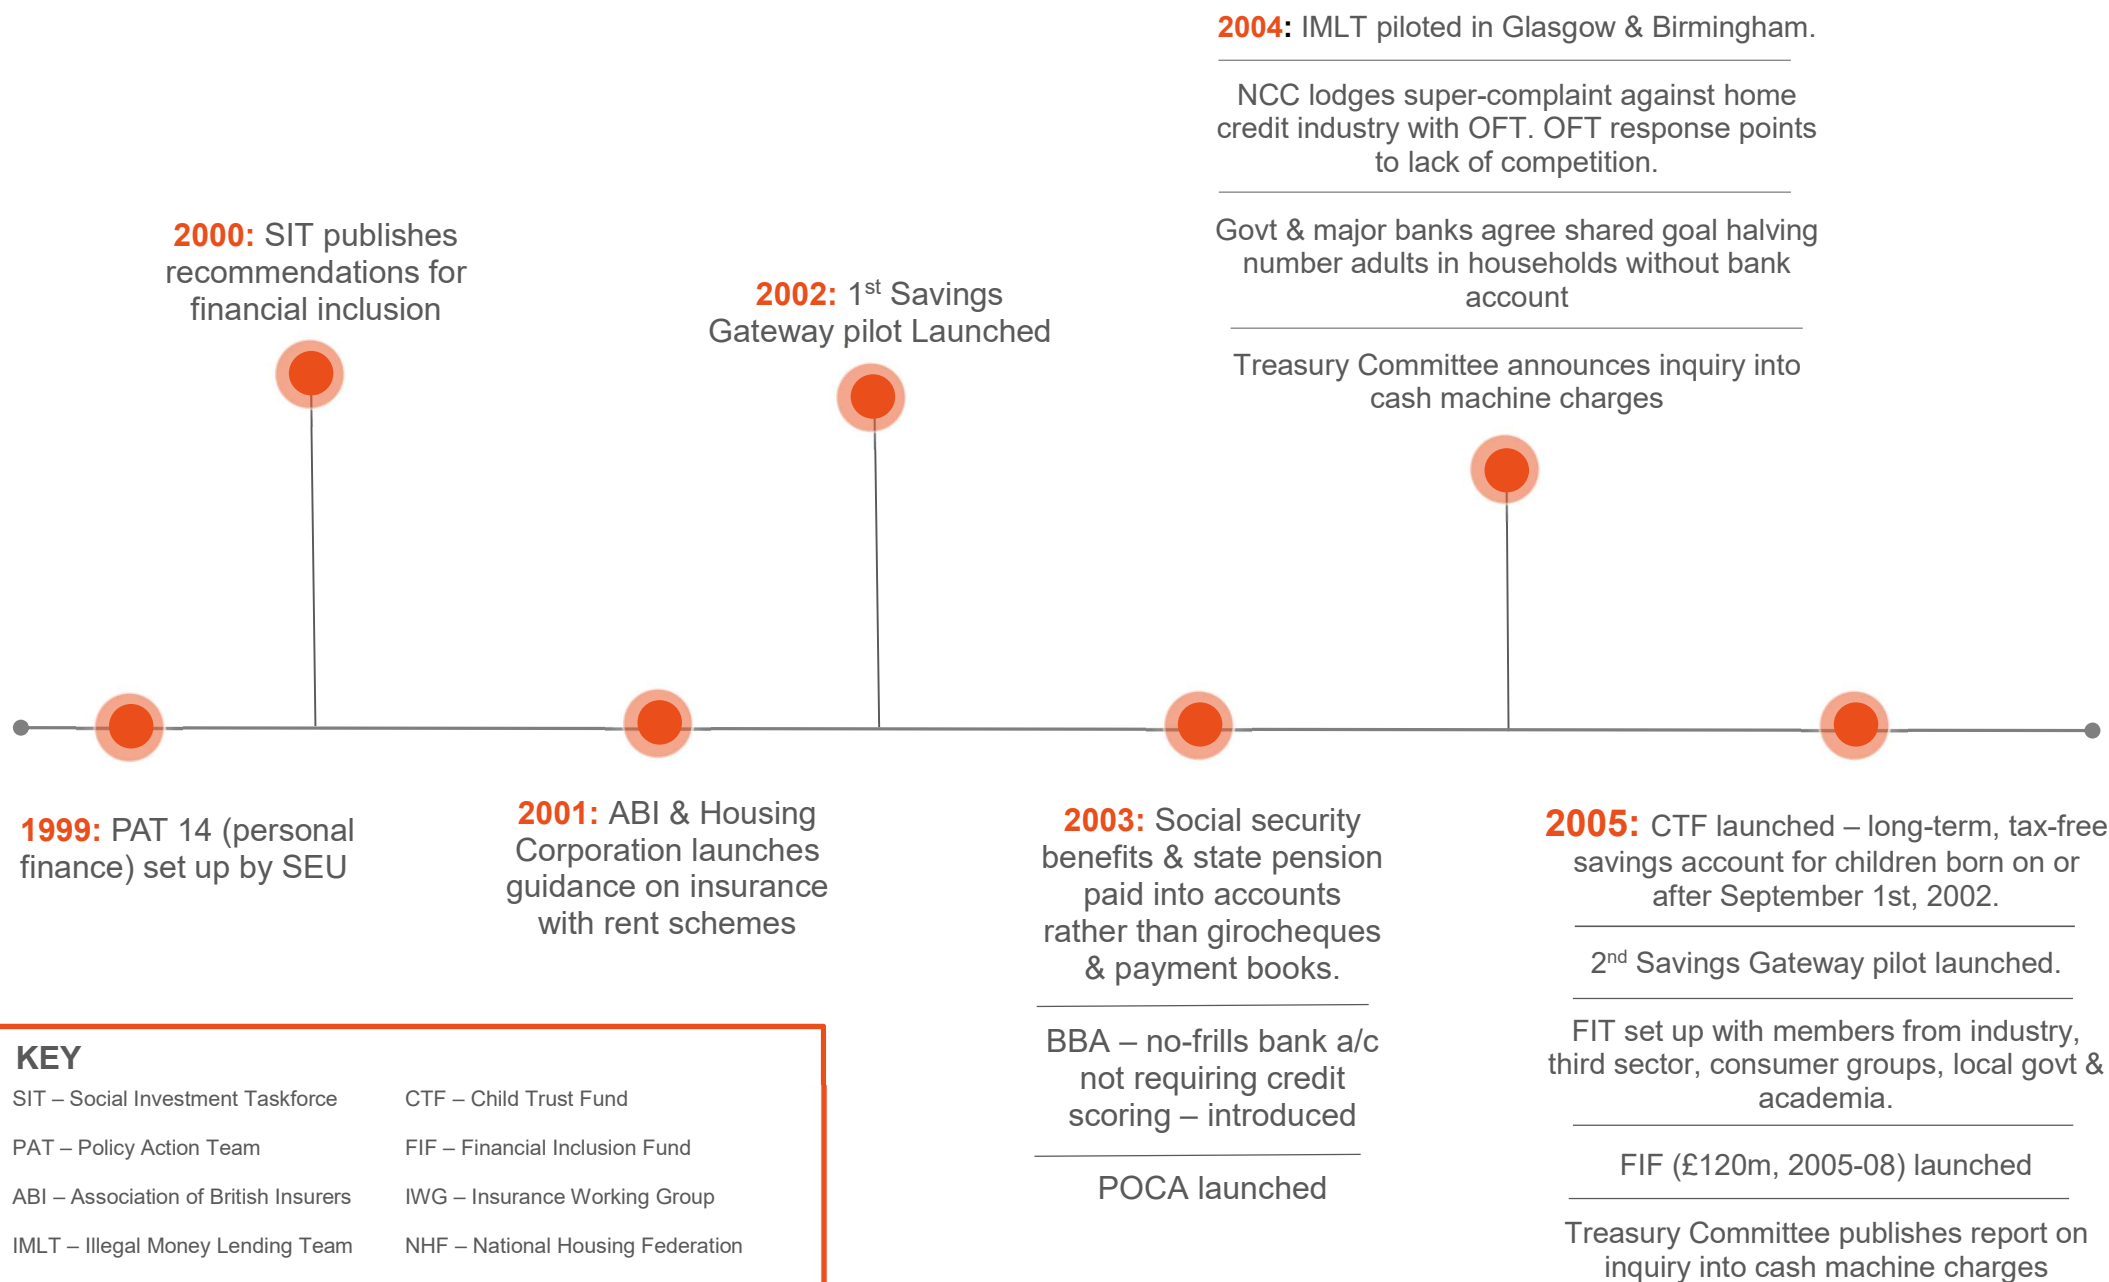 2004: IMLT piloted in Glasgow & Birmingham.
NCC lodges super-complaint against home
credit industry with OFT. OFT response points
to lack of competition.
Govt & major banks agree shared goal halving
number adults in households without bank
account
Treasury Committee announces inquiry into
cash machine charges
2000: SIT publishes
recommendations for
financial inclusion
2002: 1st Savings
Gateway pilot Launched
1999: PAT 14 (personal
finance) set up by SEU
2001: ABI & Housing
Corporation launches
guidance on insurance
with rent schemes
2003: Social security
benefits & state pension
paid into accounts
rather than girocheques
& payment books.
BBA – no-frills bank a/c
not requiring credit
scoring – introduced
POCA launched
2005: CTF launched – long-term, tax-free
savings account for children born on or
after September 1st, 2002.
2nd Savings Gateway pilot launched.
FIT set up with members from industry,
third sector, consumer groups, local govt &
academia.
FIF (£120m, 2005-08) launched
Treasury Committee publishes report on
inquiry into cash machine charges
KEY
SIT – Social Investment Taskforce
PAT – Policy Action Team
ABI – Association of British Insurers
IMLT – Illegal Money Lending Team
CTF – Child Trust Fund
FIF – Financial Inclusion Fund
IWG – Insurance Working Group
NHF – National Housing Federation